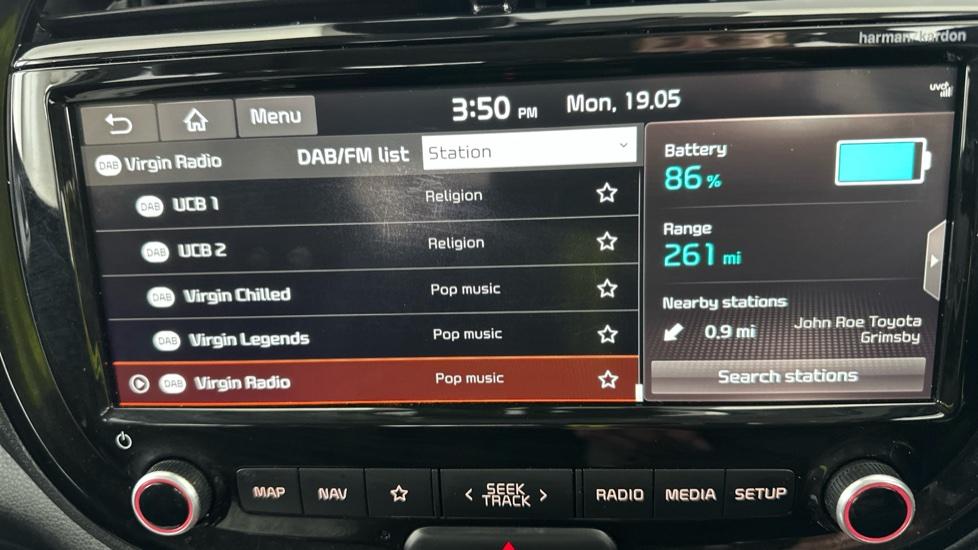 harman/kardon
UVO
Menu
3:50 PM Mon, 19.05
DAB Virgin Radio DAB/FM list Station
DAB UCB 1 Religion
DAB UCB 2 Religion
DAB Virgin Chilled Pop music
DAB Virgin Legends Pop music
DAB Virgin Radio Pop music
Battery
86 %
Range
261 mi
Nearby stations
0.9 mi John Roe Toyota
Grimsby
Search stations
MAP NAV < SEEK > RADIO MEDIA SETUP
TRACK